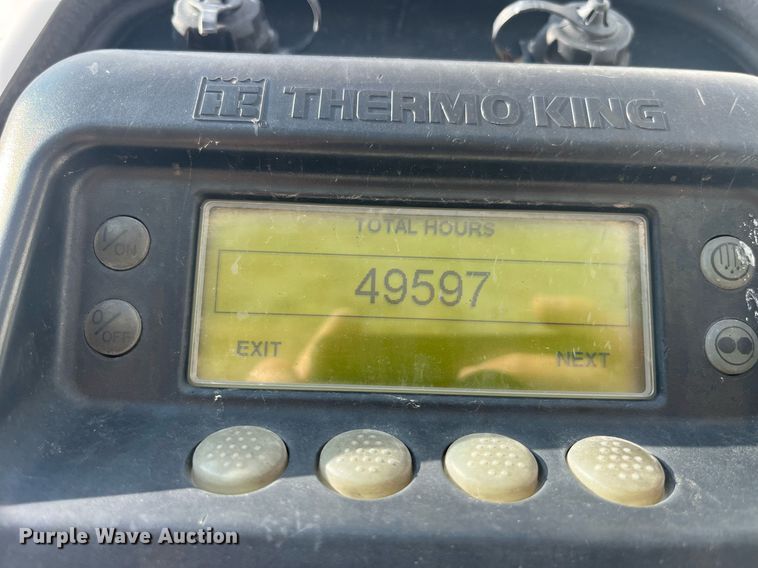 THERMO KING
TOTAL HOURS
I/ON
49597
O/OFF
EXIT
NEXT
Purple Wave Auction